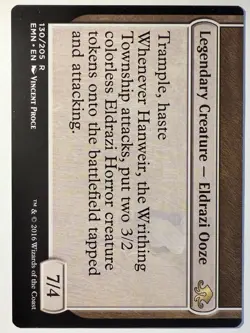 Legendary Creature — Eldrazi Ooze
Trample, haste
Whenever Hanweir, the Writhing
Township attacks, put two 3/2
colorless Eldrazi Horror creature
tokens onto the battlefield tapped
and attacking.
7/4
130/205 R
EMN • EN Vincent Proce
™ & © 2016 Wizards of the Coast